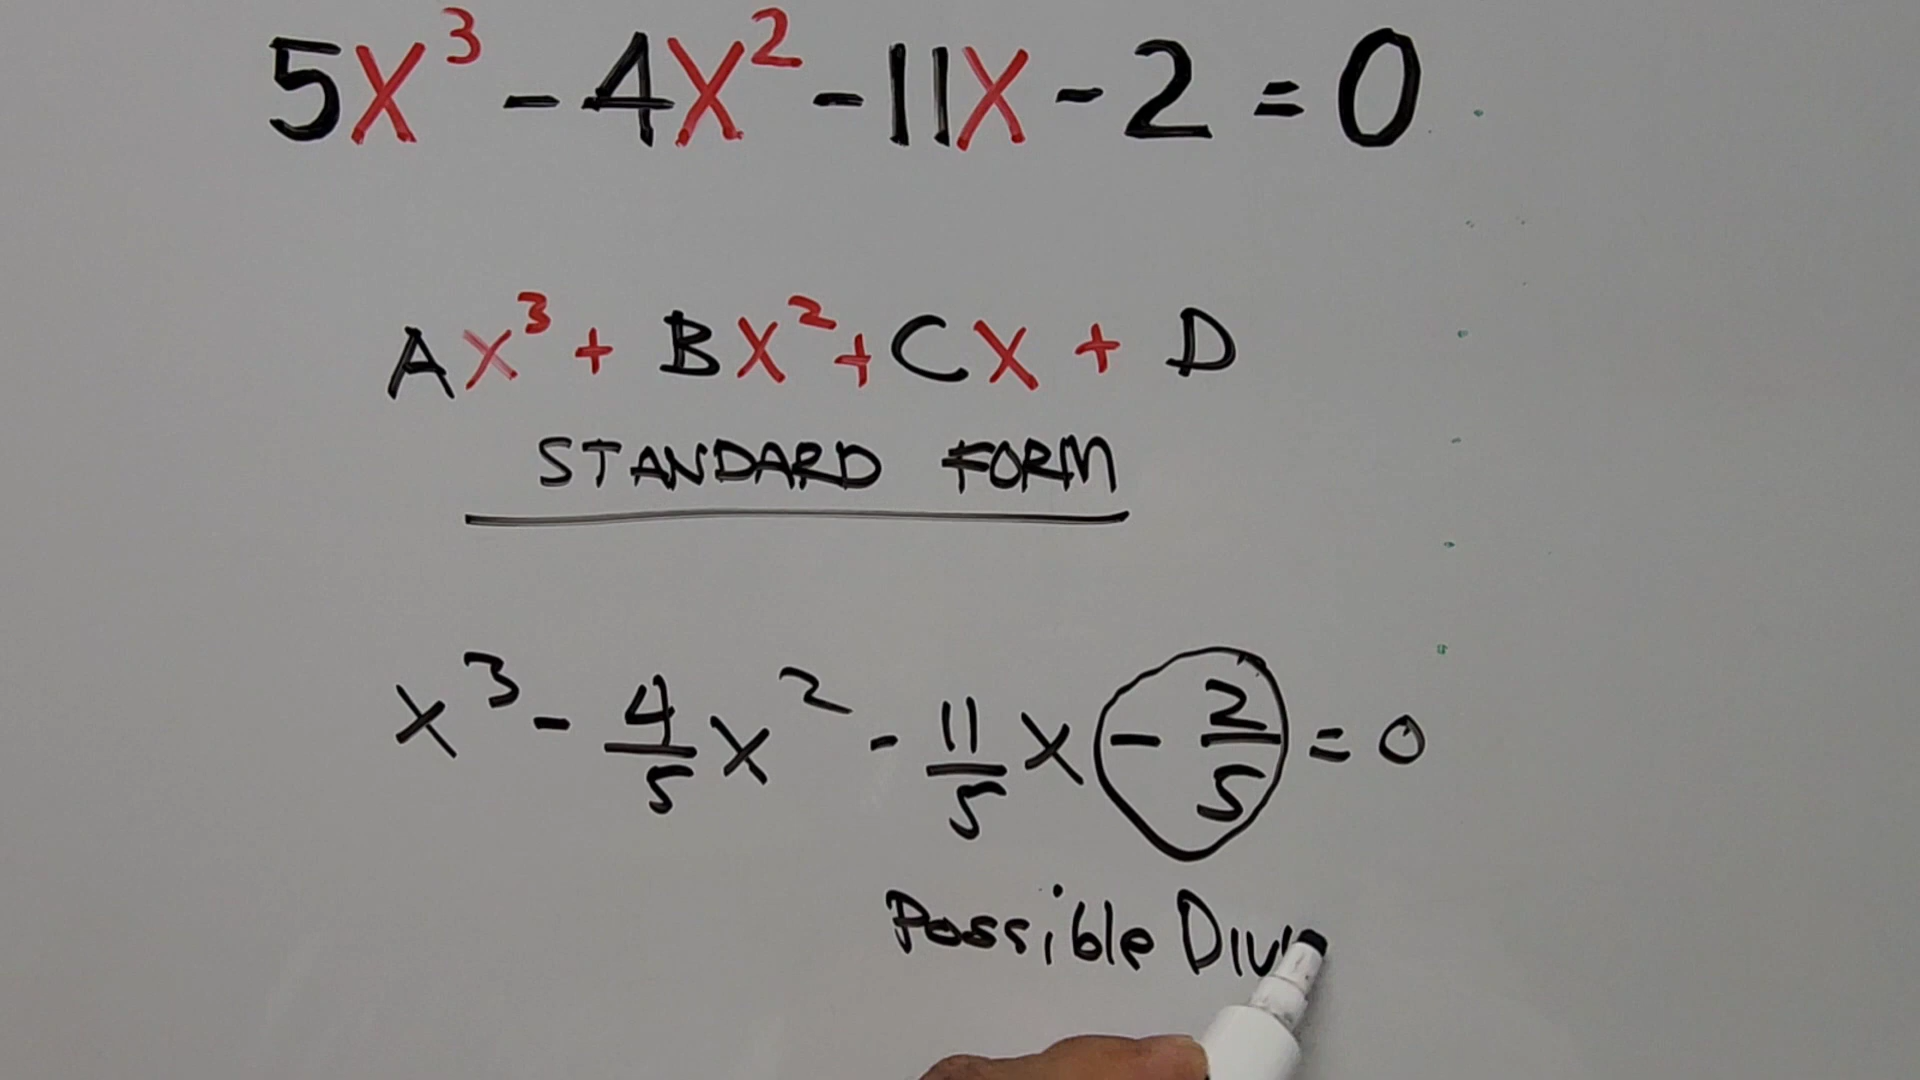 5x³ - 4x² - 11x - 2 = 0
Ax³ + Bx² + Cx + D
STANDARD FORM
x³ - 4/5 x² - 11/5 x - 2/5 = 0
Possible Div